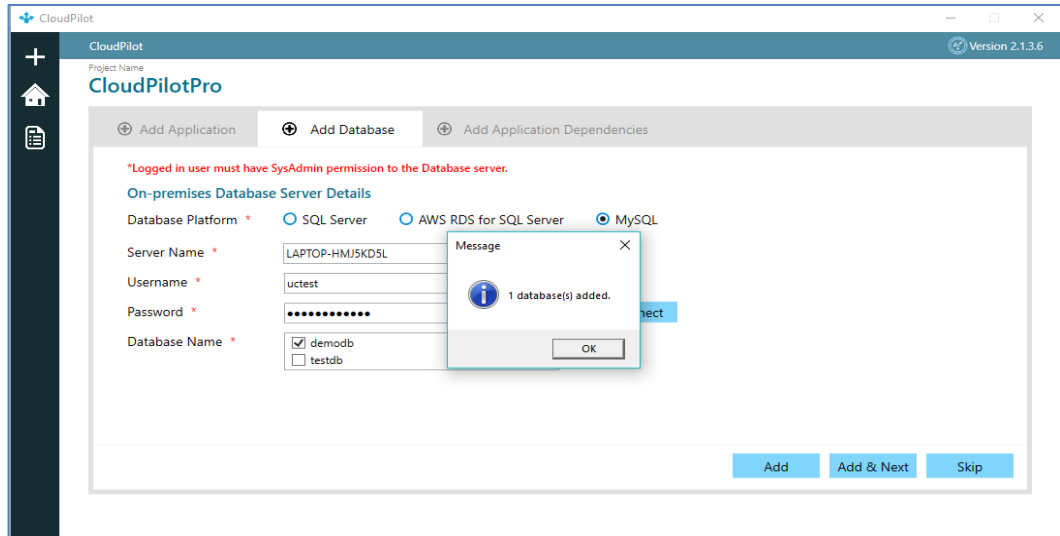 CloudPilot
CloudPilot Version 2.1.3.6
Project Name
CloudPilotPro
Add Application Add Database Add Application Dependencies
*Logged in user must have SysAdmin permission to the Database server.
On-premises Database Server Details
Database Platform * SQL Server AWS RDS for SQL Server MySQL
Server Name * LAPTOP-HMJ5KD5L
Username * uctest
Password * ●●●●●●●●●●●● nect
Database Name * demodb
testdb
Message
1 database(s) added.
OK
Add Add & Next Skip